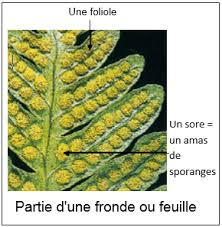 Une foliole
Un sore =
un amas
de
sporanges
Partie d'une fronde ou feuille